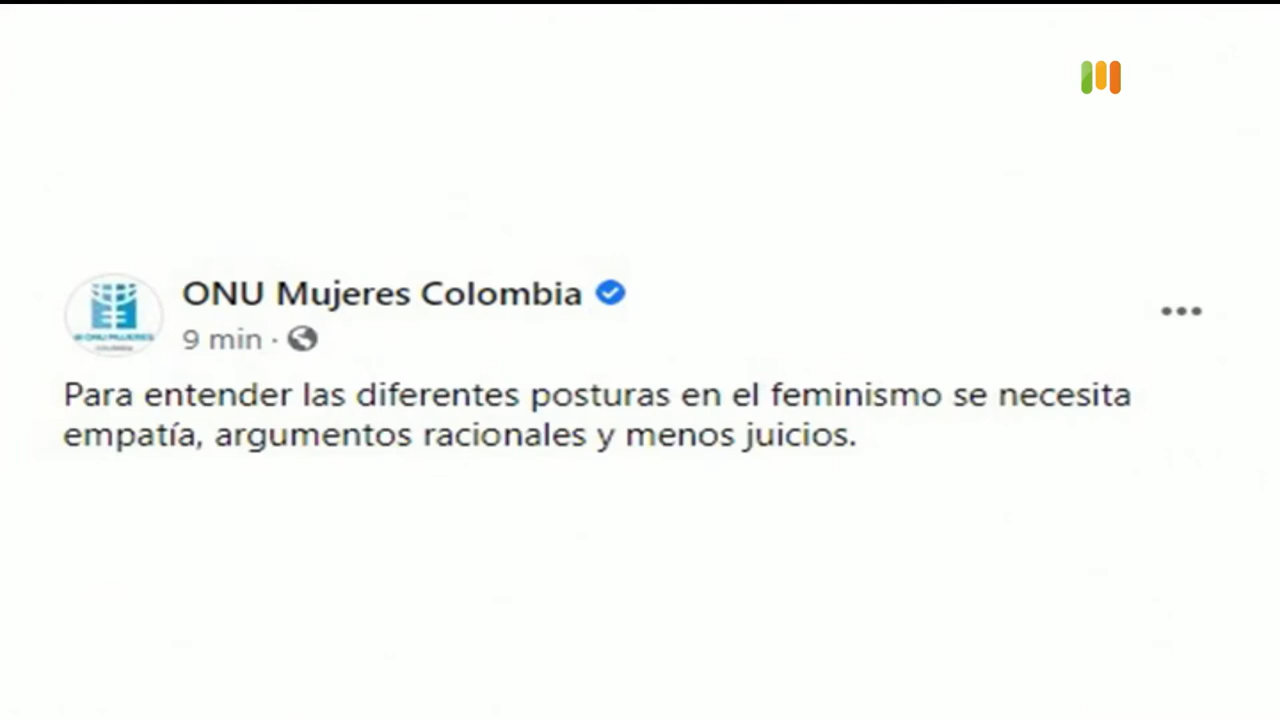 ONU Mujeres Colombia
9 min ·
Para entender las diferentes posturas en el feminismo se necesita
empatía, argumentos racionales y menos juicios.